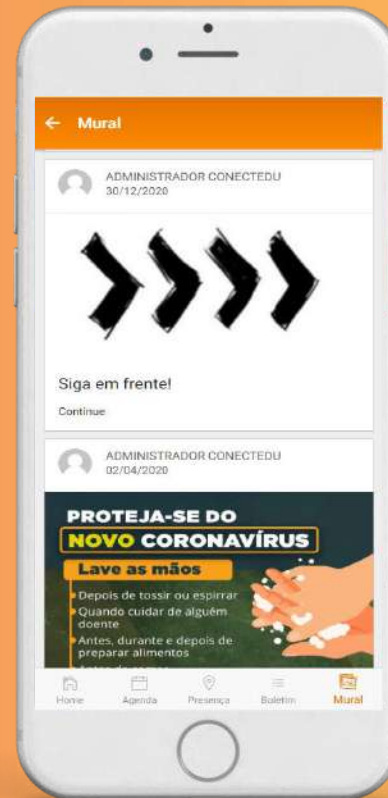 Mural
ADMINISTRADOR CONECTEDU
30/12/2020
Siga em frente!
Continue
ADMINISTRADOR CONECTEDU
02/04/2020
PROTEJA-SE DO
NOVO CORONAVÍRUS
Lave as mãos
Depois de tossir ou espirrar
Quando cuidar de alguém
doente
Antes, durante e depois de
preparar alimentos
Home Agenda Presença Boletim Mural